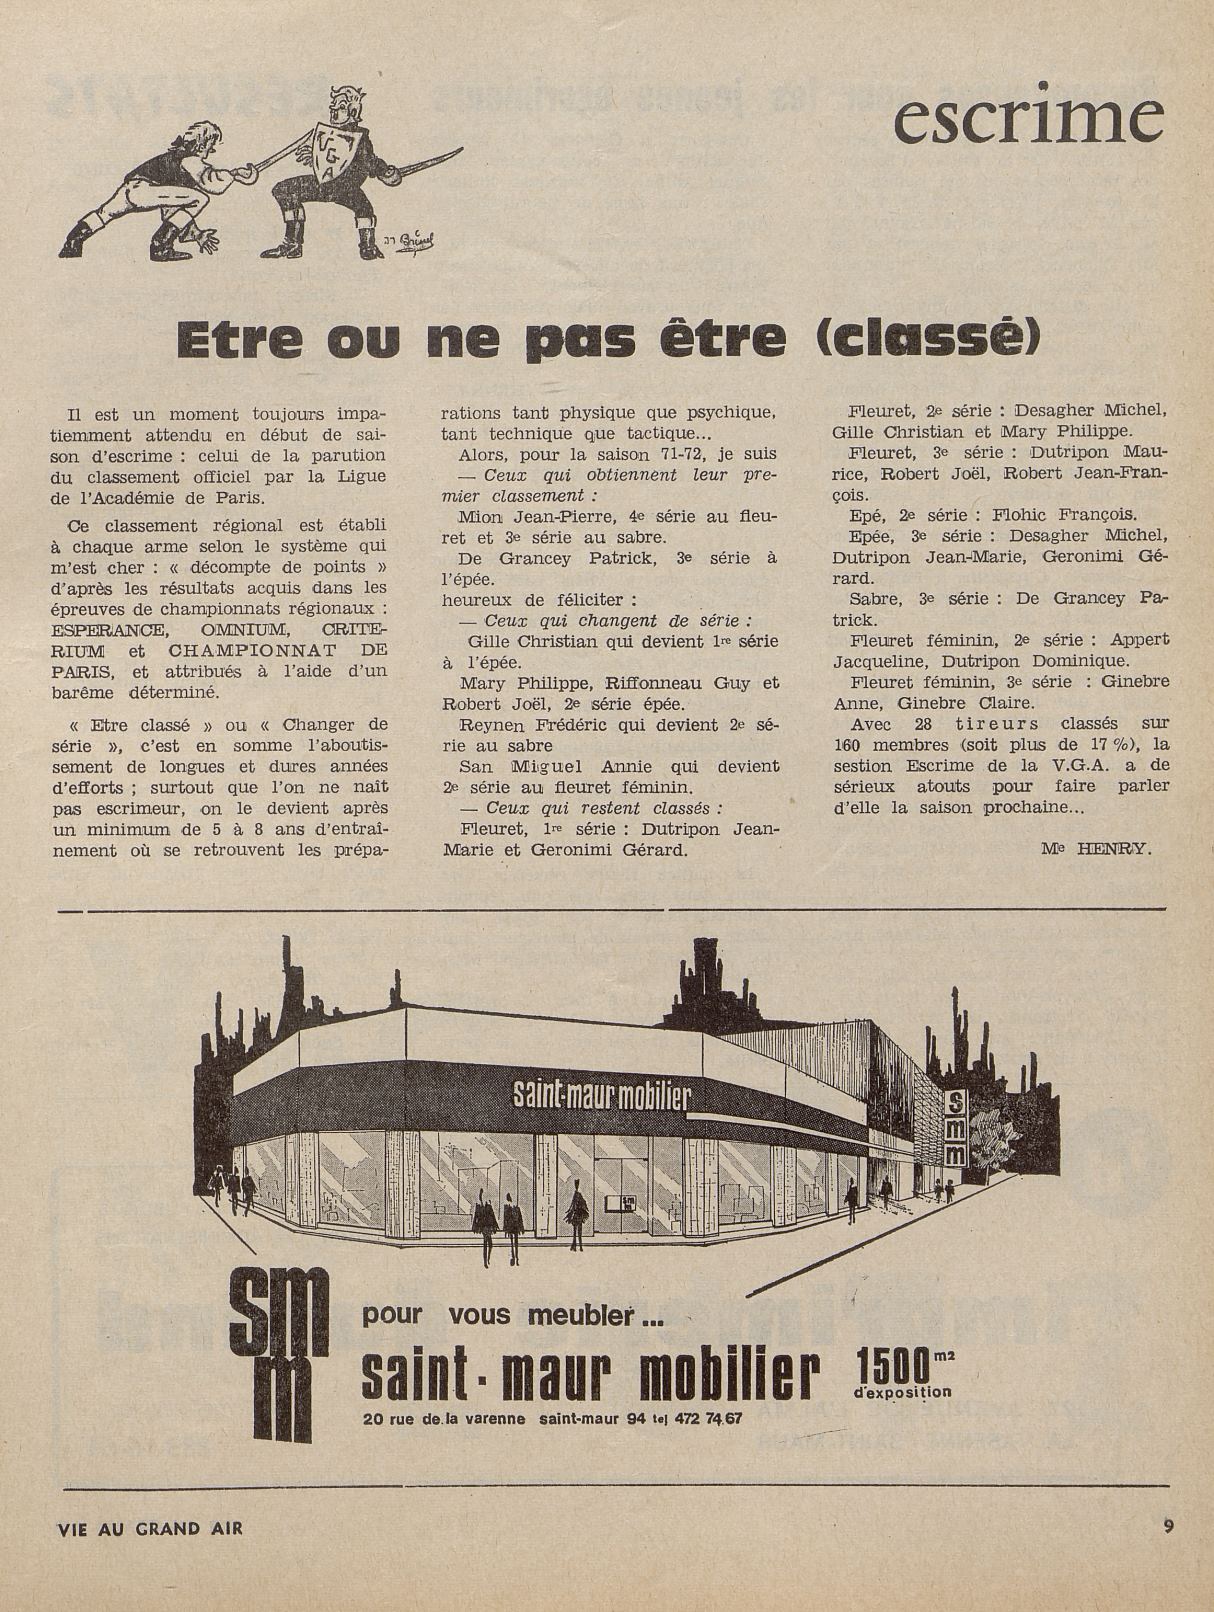 escrime
VGA
JJ Brénel
Etre ou ne pas être (classé)
Il est un moment toujours impa-
tiemment attendu en début de sai-
son d'escrime : celui de la parution
du classement officiel par la Ligue
de l'Académie de Paris.
Ce classement régional est établi
à chaque arme selon le système qui
m'est cher : « décompte de points »
d'après les résultats acquis dans les
épreuves de championnats régionaux :
ESPERANCE, OMNIUM, CRITE-
RIUM et CHAMPIONNAT DE
PARIS, et attribués à l'aide d'un
barême déterminé.
« Etre classé » ou « Changer de
série », c'est en somme l'aboutis-
sement de longues et dures années
d'efforts ; surtout que l'on ne naît
pas escrimeur, on le devient après
un minimum de 5 à 8 ans d'entraî-
nement où se retrouvent les prépa-
rations tant physique que psychique,
tant technique que tactique...
Alors, pour la saison 71-72, je suis
— Ceux qui obtiennent leur pre-
mier classement :
Mion Jean-Pierre, 4e série au fleu-
ret et 3e série au sabre.
De Grancey Patrick, 3e série à
l'épée.
heureux de féliciter :
— Ceux qui changent de série :
Gille Christian qui devient 1re série
à l'épée.
Mary Philippe, Riffonneau Guy et
Robert Joël, 2e série épée.
Reynen Frédéric qui devient 2e sé-
rie au sabre
San Miguel Annie qui devient
2e série au fleuret féminin.
— Ceux qui restent classés :
Fleuret, 1re série : Dutripon Jean-
Marie et Geronimi Gérard.
Fleuret, 2e série : Desagher Michel,
Gille Christian et Mary Philippe.
Fleuret, 3e série : Dutripon Mau-
rice, Robert Joël, Robert Jean-Fran-
çois.
Epé, 2e série : Flohic François.
Epée, 3e série : Desagher Michel,
Dutripon Jean-Marie, Geronimi Gé-
rard.
Sabre, 3e série : De Grancey Pa-
trick.
Fleuret féminin, 2e série : Appert
Jacqueline, Dutripon Dominique.
Fleuret féminin, 3e série : Ginebre
Anne, Ginebre Claire.
Avec 28 tireurs classés sur
160 membres (soit plus de 17 %), la
sestion Escrime de la V.G.A. a de
sérieux atouts pour faire parler
d'elle la saison prochaine...
Me HENRY.
saint-maur mobilier
s
m
m
sm
m
sm
m
pour vous meubler...
saint-maur mobilier 1500 m2
d'exposition
20 rue de.la varenne saint-maur 94 tel 472 74.67
VIE AU GRAND AIR
9